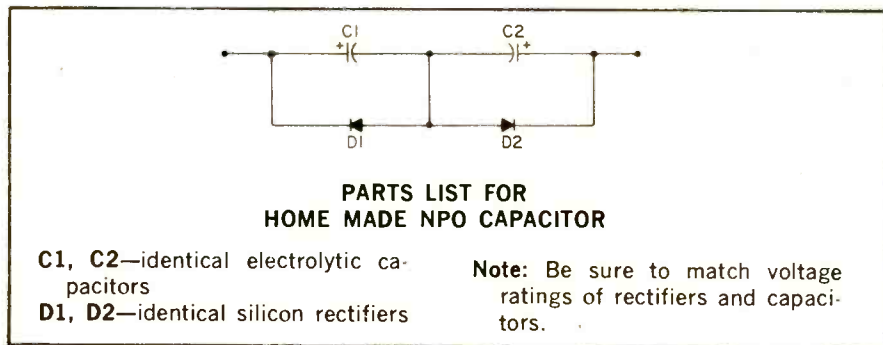 C1 C2
+ +
D1 D2
PARTS LIST FOR
HOME MADE NPO CAPACITOR
C1, C2—identical electrolytic ca-
pacitors
D1, D2—identical silicon rectifiers
Note: Be sure to match voltage
ratings of rectifiers and capaci-
tors.